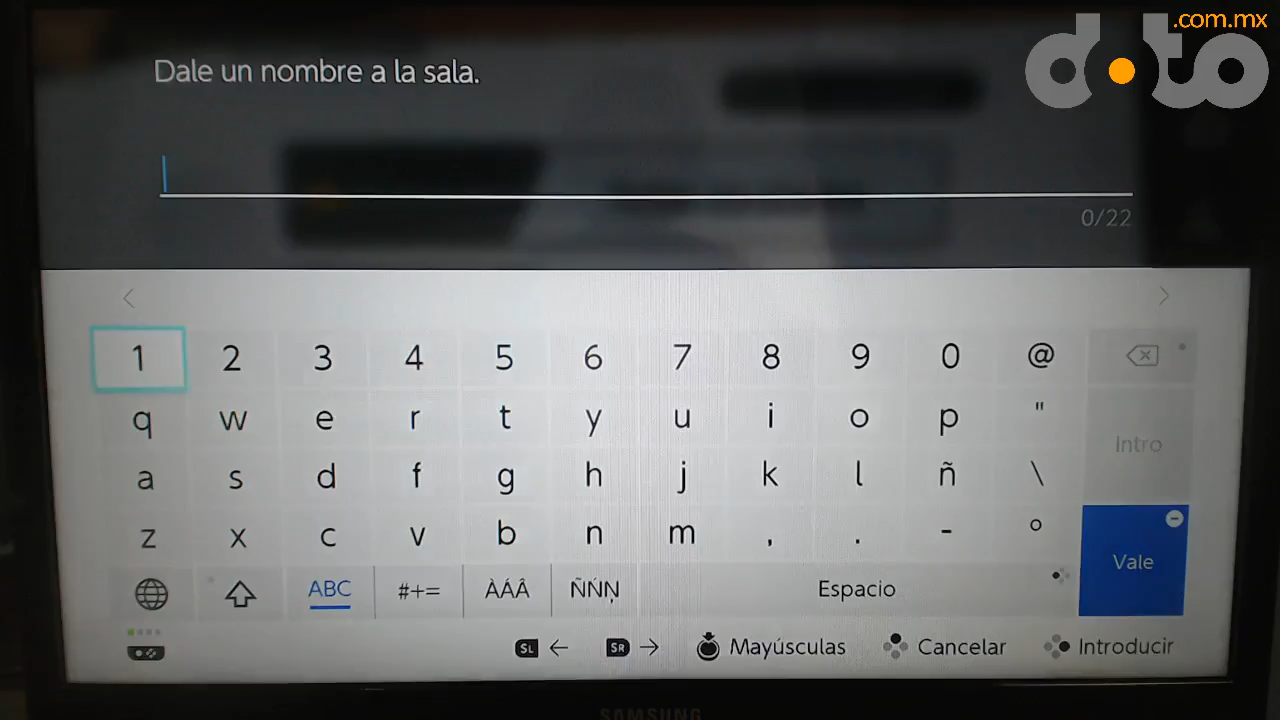 .com.mx
doto
Dale un nombre a la sala.
0/22
1 2 3 4 5 6 7 8 9 0 @
q w e r t y u i o p "
Intro
a s d f g h j k l ñ \
z x c v b n m , . - º
Vale
ABC #+= ÀÁÂ ÑŃŅ Espacio
SL ← SR → Mayúsculas Cancelar Introducir
SAMSUNG